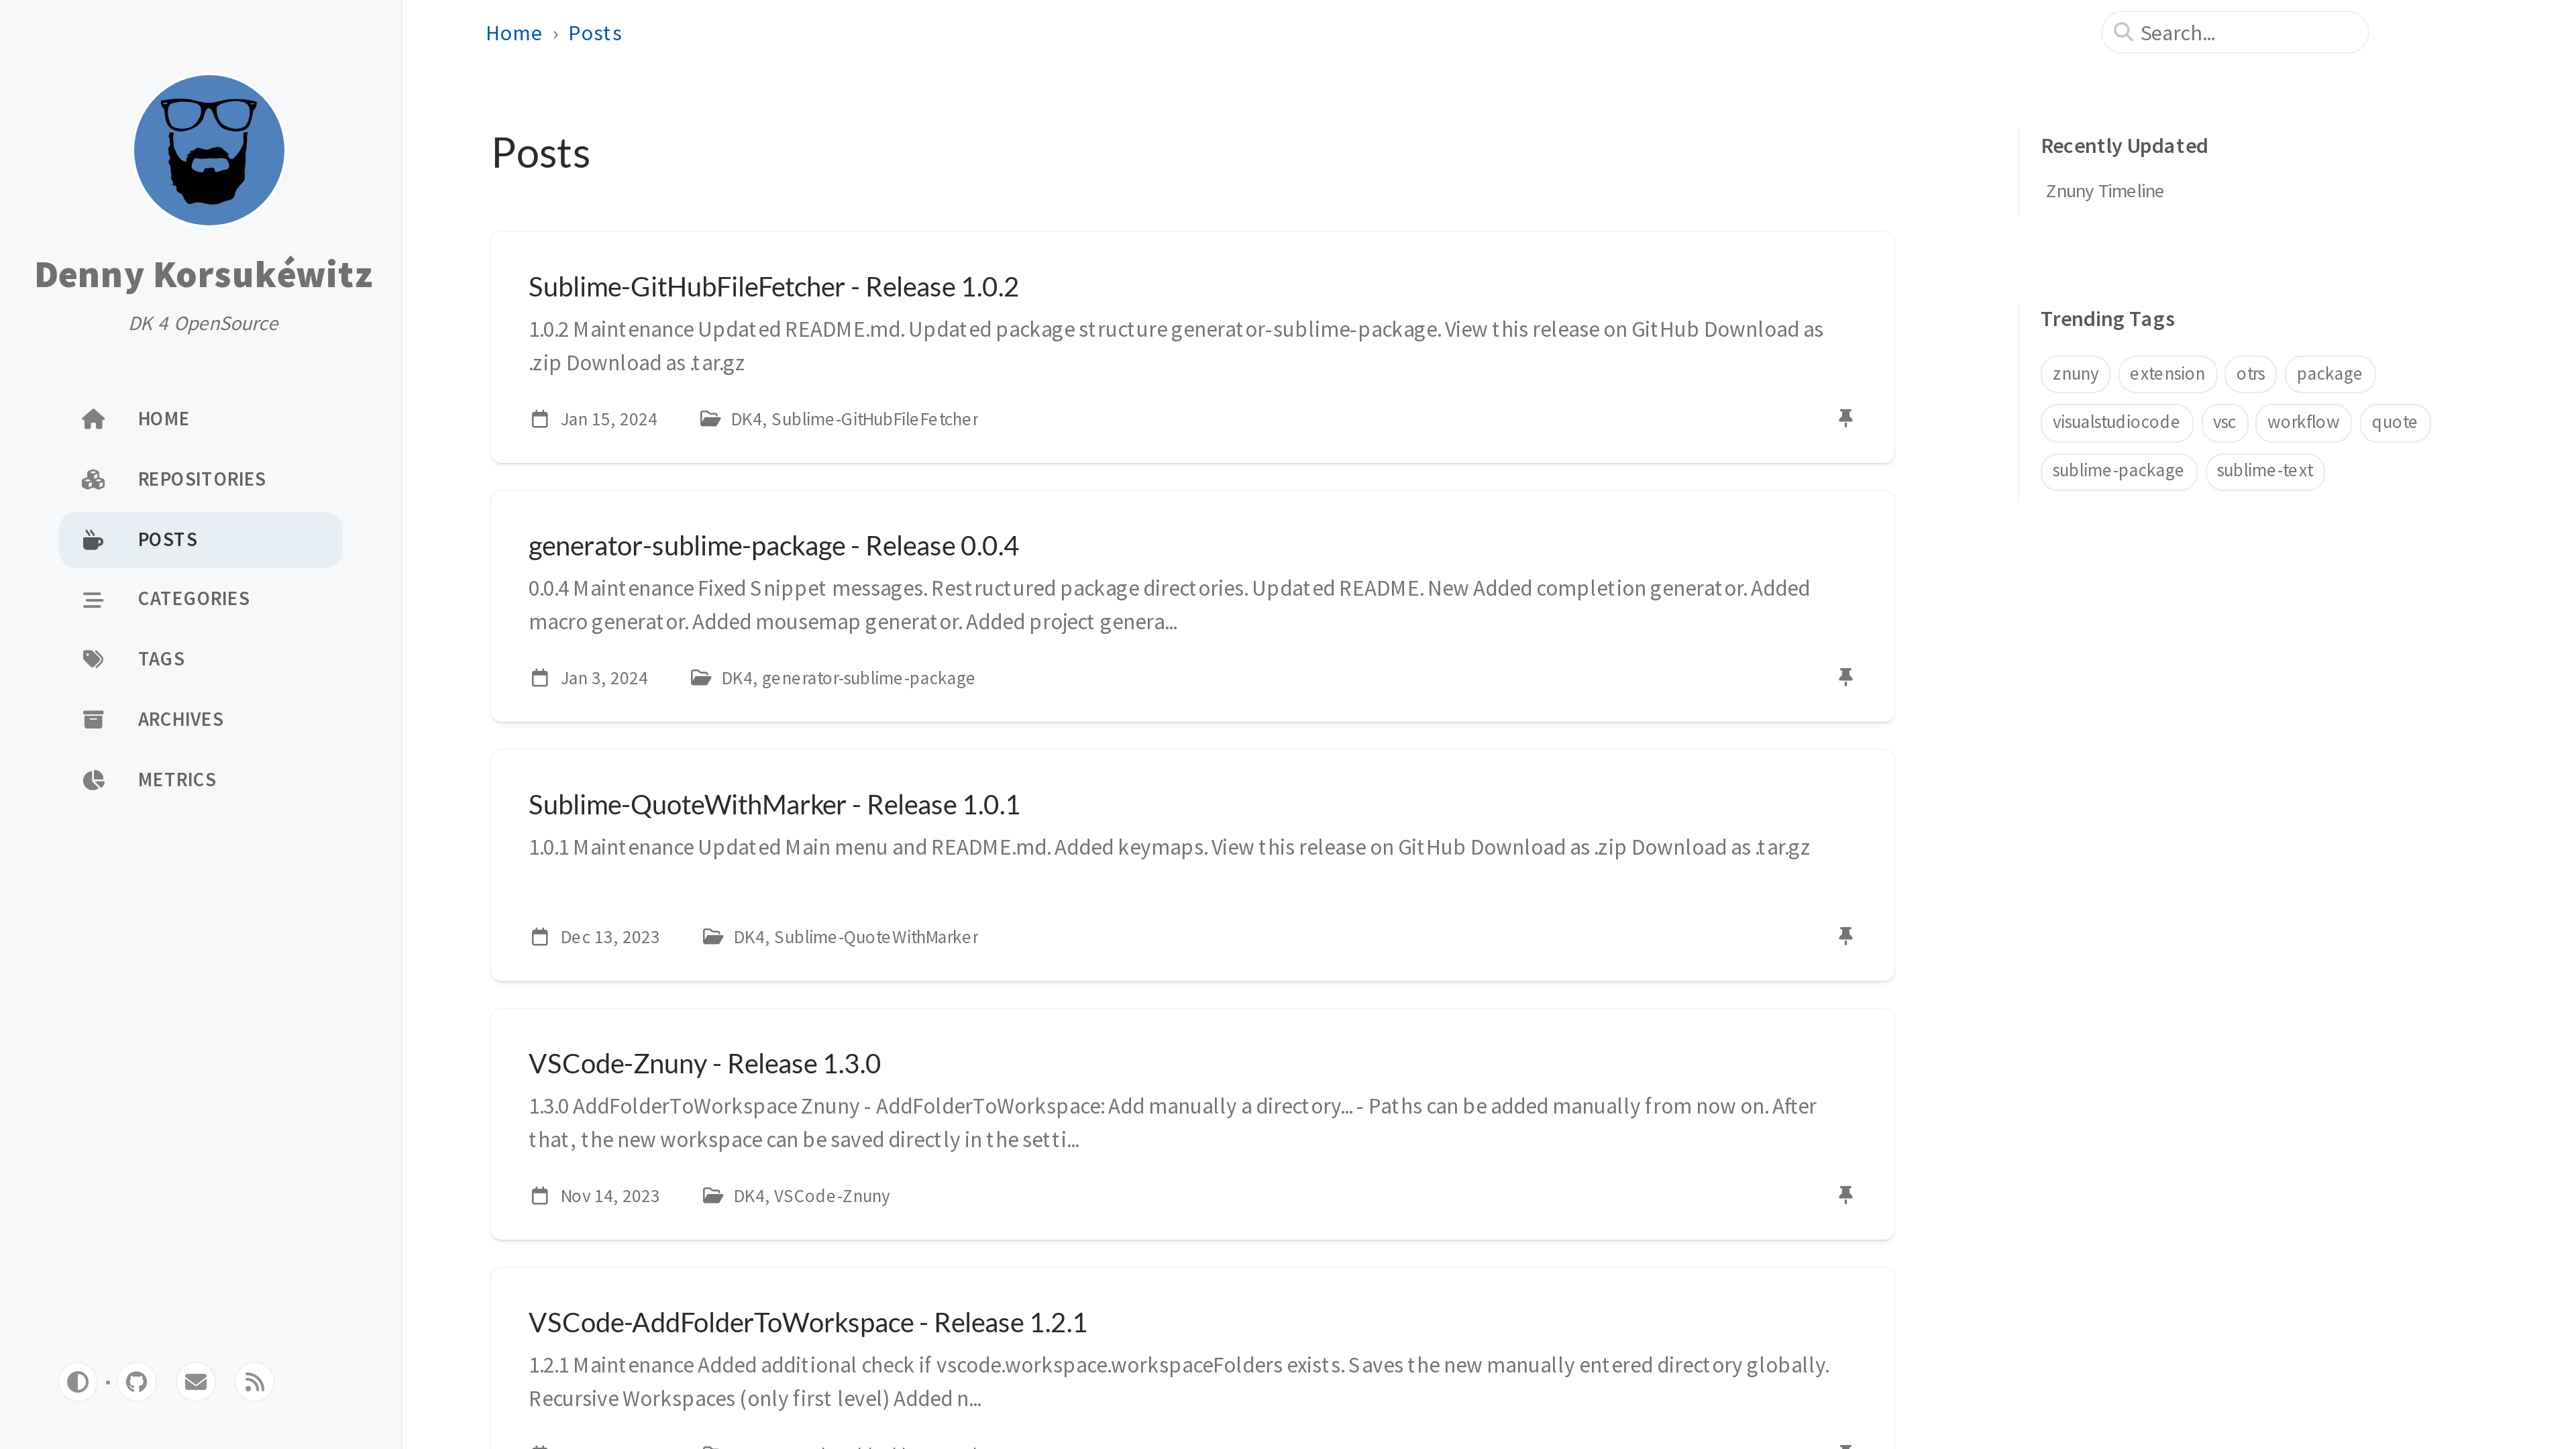 Denny Korsukéwitz
DK 4 OpenSource
HOME
REPOSITORIES
POSTS
CATEGORIES
TAGS
ARCHIVES
METRICS
Home › Posts
Search...
Posts
Sublime-GitHubFileFetcher - Release 1.0.2
1.0.2 Maintenance Updated README.md. Updated package structure generator-sublime-package. View this release on GitHub Download as
.zip Download as .tar.gz
Jan 15, 2024 DK4, Sublime-GitHubFileFetcher
generator-sublime-package - Release 0.0.4
0.0.4 Maintenance Fixed Snippet messages. Restructured package directories. Updated README. New Added completion generator. Added
macro generator. Added mousemap generator. Added project genera...
Jan 3, 2024 DK4, generator-sublime-package
Sublime-QuoteWithMarker - Release 1.0.1
1.0.1 Maintenance Updated Main menu and README.md. Added keymaps. View this release on GitHub Download as .zip Download as .tar.gz
Dec 13, 2023 DK4, Sublime-QuoteWithMarker
VSCode-Znuny - Release 1.3.0
1.3.0 AddFolderToWorkspace Znuny - AddFolderToWorkspace: Add manually a directory... - Paths can be added manually from now on. After
that, the new workspace can be saved directly in the setti...
Nov 14, 2023 DK4, VSCode-Znuny
VSCode-AddFolderToWorkspace - Release 1.2.1
1.2.1 Maintenance Added additional check if vscode.workspace.workspaceFolders exists. Saves the new manually entered directory globally.
Recursive Workspaces (only first level) Added n...
Recently Updated
Znuny Timeline
Trending Tags
znuny extension otrs package
visualstudiocode vsc workflow quote
sublime-package sublime-text